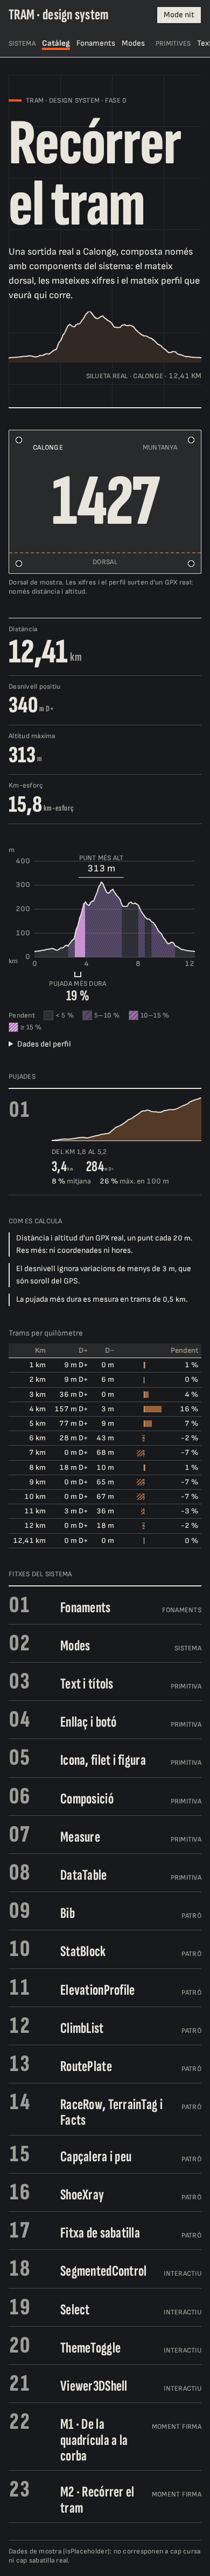 TRAM · design system
Mode nit
SISTEMA Catàleg Fonaments Modes PRIMITIVES Tex
TRAM · DESIGN SYSTEM · FASE 0
Recórrer
el tram
Una sortida real a Calonge, composta només
amb components del sistema: el mateix
dorsal, les mateixes xifres i el mateix perfil que
veurà qui corre.
SILUETA REAL · CALONGE · 12,41 KM
CALONGE MUNTANYA
1427
DORSAL
Dorsal de mostra. Les xifres i el perfil surten d'un GPX real:
només distància i altitud.
Distància
12,41 km
Desnivell positiu
340 m D+
Altitud màxima
313 m
Km-esforç
15,8 km-esforç
m
PUNT MÉS ALT
313 m
400
300
200
100
0
km 0 4 8 12
PUJADA MÉS DURA
19 %
Pendent < 5 % 5–10 % 10–15 %
≥ 15 %
Dades del perfil
PUJADES
01
DEL KM 1,8 AL 5,2
3,4 km 284 m D+
8 % mitjana 26 % màx. en 100 m
COM ES CALCULA
Distància i altitud d'un GPX real, un punt cada 20 m.
Res més: ni coordenades ni hores.
El desnivell ignora variacions de menys de 3 m, que
són soroll del GPS.
La pujada més dura es mesura en trams de 0,5 km.
Trams per quilòmetre
Km D+ D− Pendent
1 km 9 m D+ 0 m 1 %
2 km 9 m D+ 6 m 0 %
3 km 36 m D+ 0 m 4 %
4 km 157 m D+ 3 m 16 %
5 km 77 m D+ 9 m 7 %
6 km 28 m D+ 43 m −2 %
7 km 0 m D+ 68 m −7 %
8 km 18 m D+ 10 m 1 %
9 km 0 m D+ 65 m −7 %
10 km 0 m D+ 67 m −7 %
11 km 3 m D+ 36 m −3 %
12 km 0 m D+ 18 m −2 %
12,41 km 0 m D+ 0 m 0 %
FITXES DEL SISTEMA
01 Fonaments FONAMENTS
02 Modes SISTEMA
03 Text i títols PRIMITIVA
04 Enllaç i botó PRIMITIVA
05 Icona, filet i figura PRIMITIVA
06 Composició PRIMITIVA
07 Measure PRIMITIVA
08 DataTable PRIMITIVA
09 Bib PATRÓ
10 StatBlock PATRÓ
11 ElevationProfile PATRÓ
12 ClimbList PATRÓ
13 RoutePlate PATRÓ
14 RaceRow, TerrainTag i PATRÓ
Facts
15 Capçalera i peu PATRÓ
16 ShoeXray PATRÓ
17 Fitxa de sabatilla PATRÓ
18 SegmentedControl INTERACTIU
19 Select INTERACTIU
20 ThemeToggle INTERACTIU
21 Viewer3DShell INTERACTIU
22 M1 · De la MOMENT FIRMA
quadrícula a la
corba
23 M2 · Recórrer el MOMENT FIRMA
tram
Dades de mostra (isPlaceholder): no corresponen a cap cursa
ni cap sabatilla real.